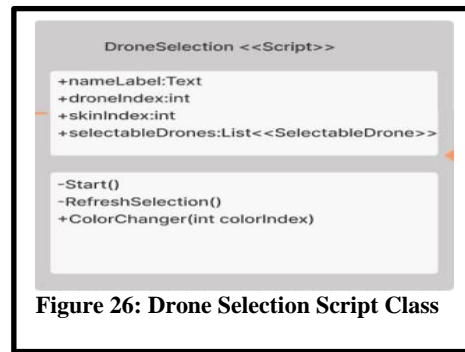 DroneSelection <<Script>>
+nameLabel:Text
+droneIndex:int
+skinIndex:int
+selectableDrones:List<<SelectableDrone>>
-Start()
-RefreshSelection()
+ColorChanger(int colorIndex)
Figure 26: Drone Selection Script Class